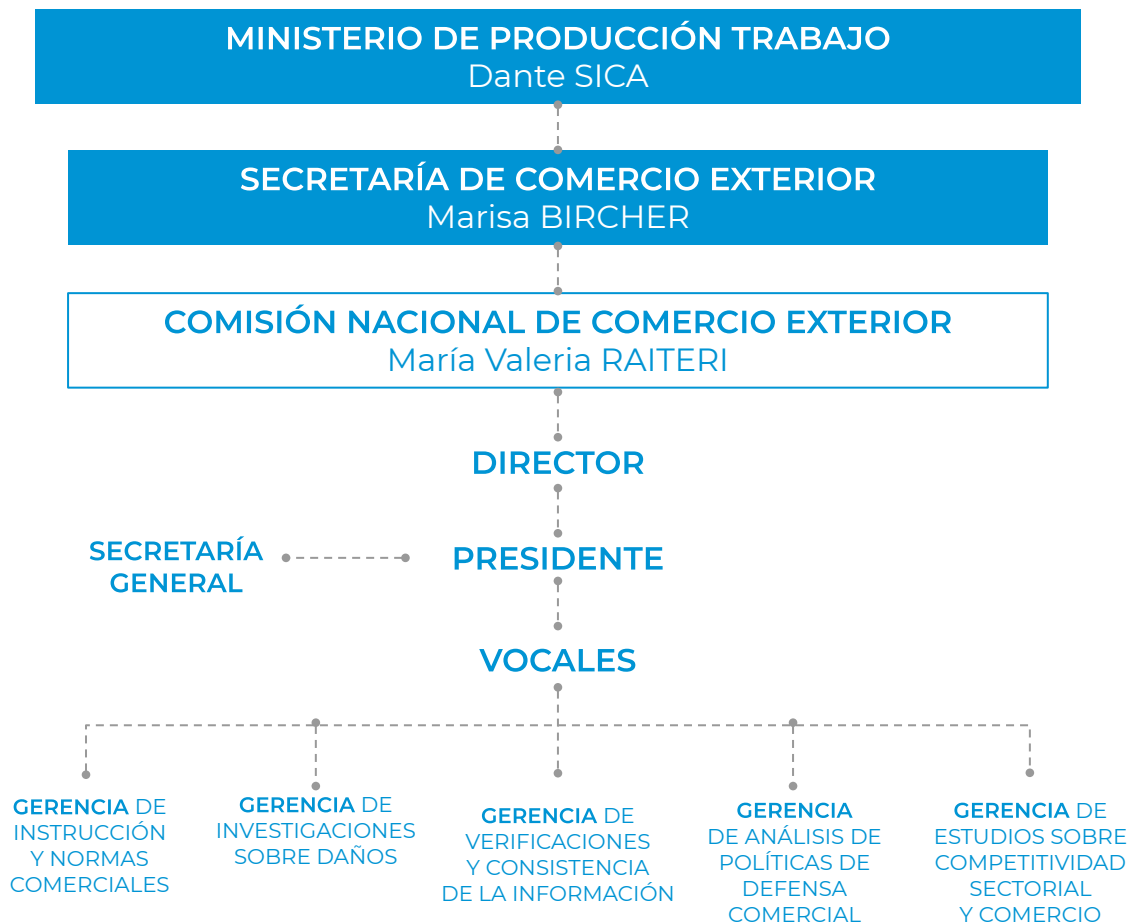 MINISTERIO DE PRODUCCIÓN TRABAJO
Dante SICA
SECRETARÍA DE COMERCIO EXTERIOR
Marisa BIRCHER
COMISIÓN NACIONAL DE COMERCIO EXTERIOR
María Valeria RAITERI
DIRECTOR
SECRETARÍA
GENERAL
PRESIDENTE
VOCALES
GERENCIA DE
INSTRUCCIÓN
Y NORMAS
COMERCIALES
GERENCIA DE
INVESTIGACIONES
SOBRE DAÑOS
GERENCIA DE
VERIFICACIONES
Y CONSISTENCIA
DE LA INFORMACIÓN
GERENCIA
DE ANÁLISIS DE
POLÍTICAS DE
DEFENSA
COMERCIAL
GERENCIA DE
ESTUDIOS SOBRE
COMPETITIVIDAD
SECTORIAL
Y COMERCIO